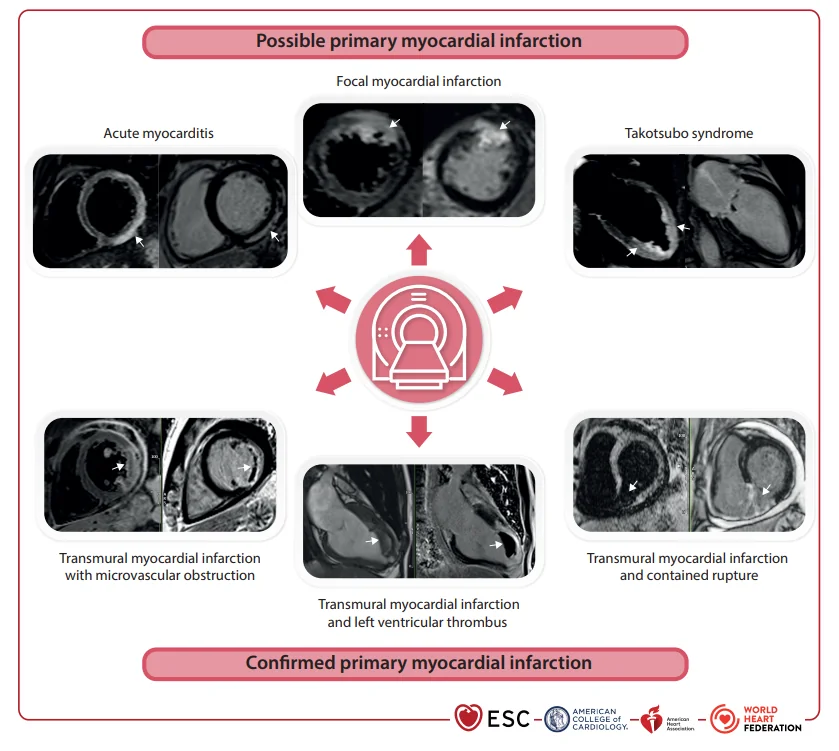 Possible primary myocardial infarction
Focal myocardial infarction
Acute myocarditis
Takotsubo syndrome
Transmural myocardial infarction
with microvascular obstruction
Transmural myocardial infarction
and left ventricular thrombus
Transmural myocardial infarction
and contained rupture
Confirmed primary myocardial infarction
ESC
AMERICAN
COLLEGE of
CARDIOLOGY.
American
Heart
Association.
WORLD
HEART
FEDERATION